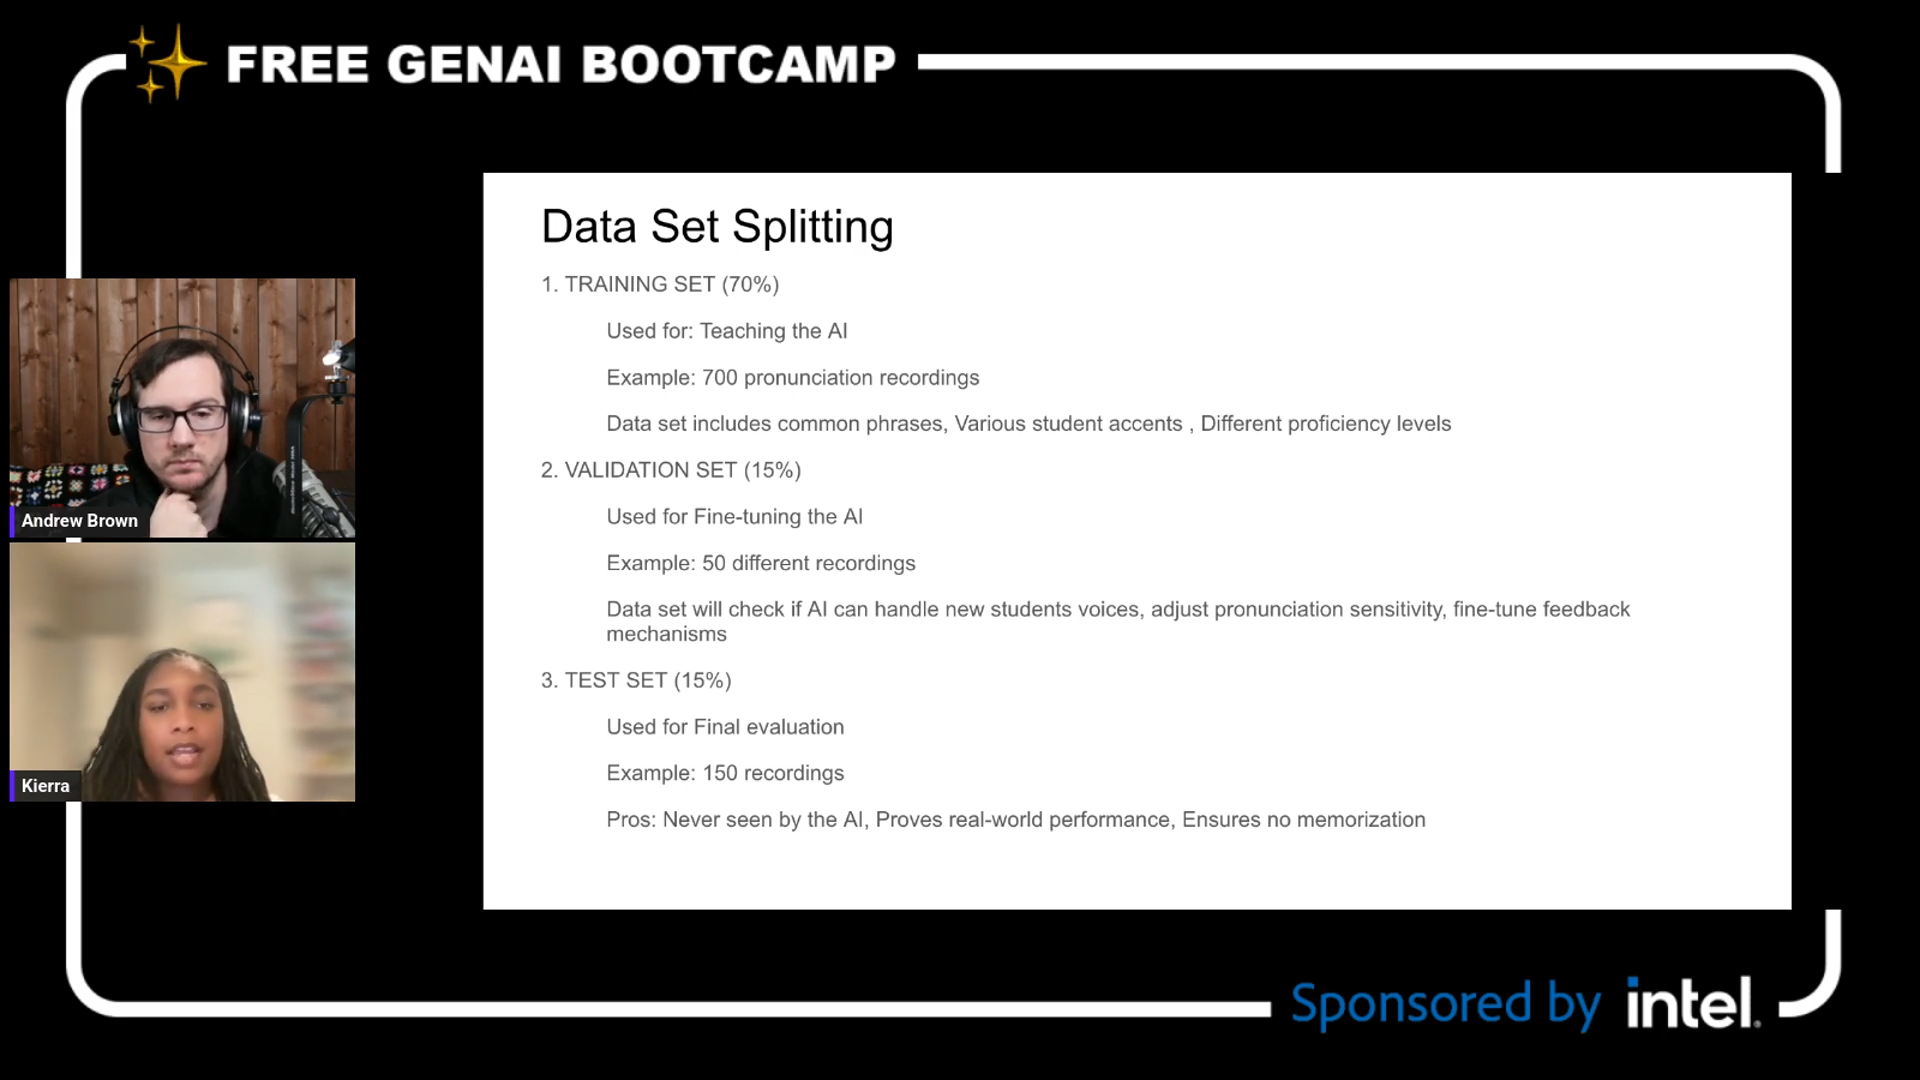 FREE GENAI BOOTCAMP
Data Set Splitting
1. TRAINING SET (70%)
Used for: Teaching the AI
Example: 700 pronunciation recordings
Data set includes common phrases, Various student accents , Different proficiency levels
2. VALIDATION SET (15%)
Used for Fine-tuning the AI
Example: 50 different recordings
Data set will check if AI can handle new students voices, adjust pronunciation sensitivity, fine-tune feedback
mechanisms
3. TEST SET (15%)
Used for Final evaluation
Example: 150 recordings
Pros: Never seen by the AI, Proves real-world performance, Ensures no memorization
Andrew Brown
Kierra
Sponsored by intel.